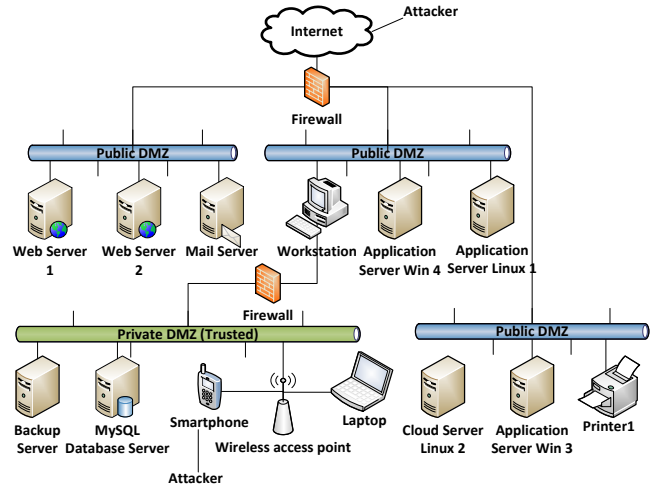 Attacker
Internet
Firewall
Public DMZ
Public DMZ
Web Server
1
Web Server
2
Mail Server
Workstation
Application
Server Win 4
Application
Server Linux 1
Firewall
Private DMZ (Trusted)
Public DMZ
Backup
Server
MySQL
Database Server
Smartphone
Wireless access point
Laptop
Cloud Server
Linux 2
Application
Server Win 3
Printer1
Attacker